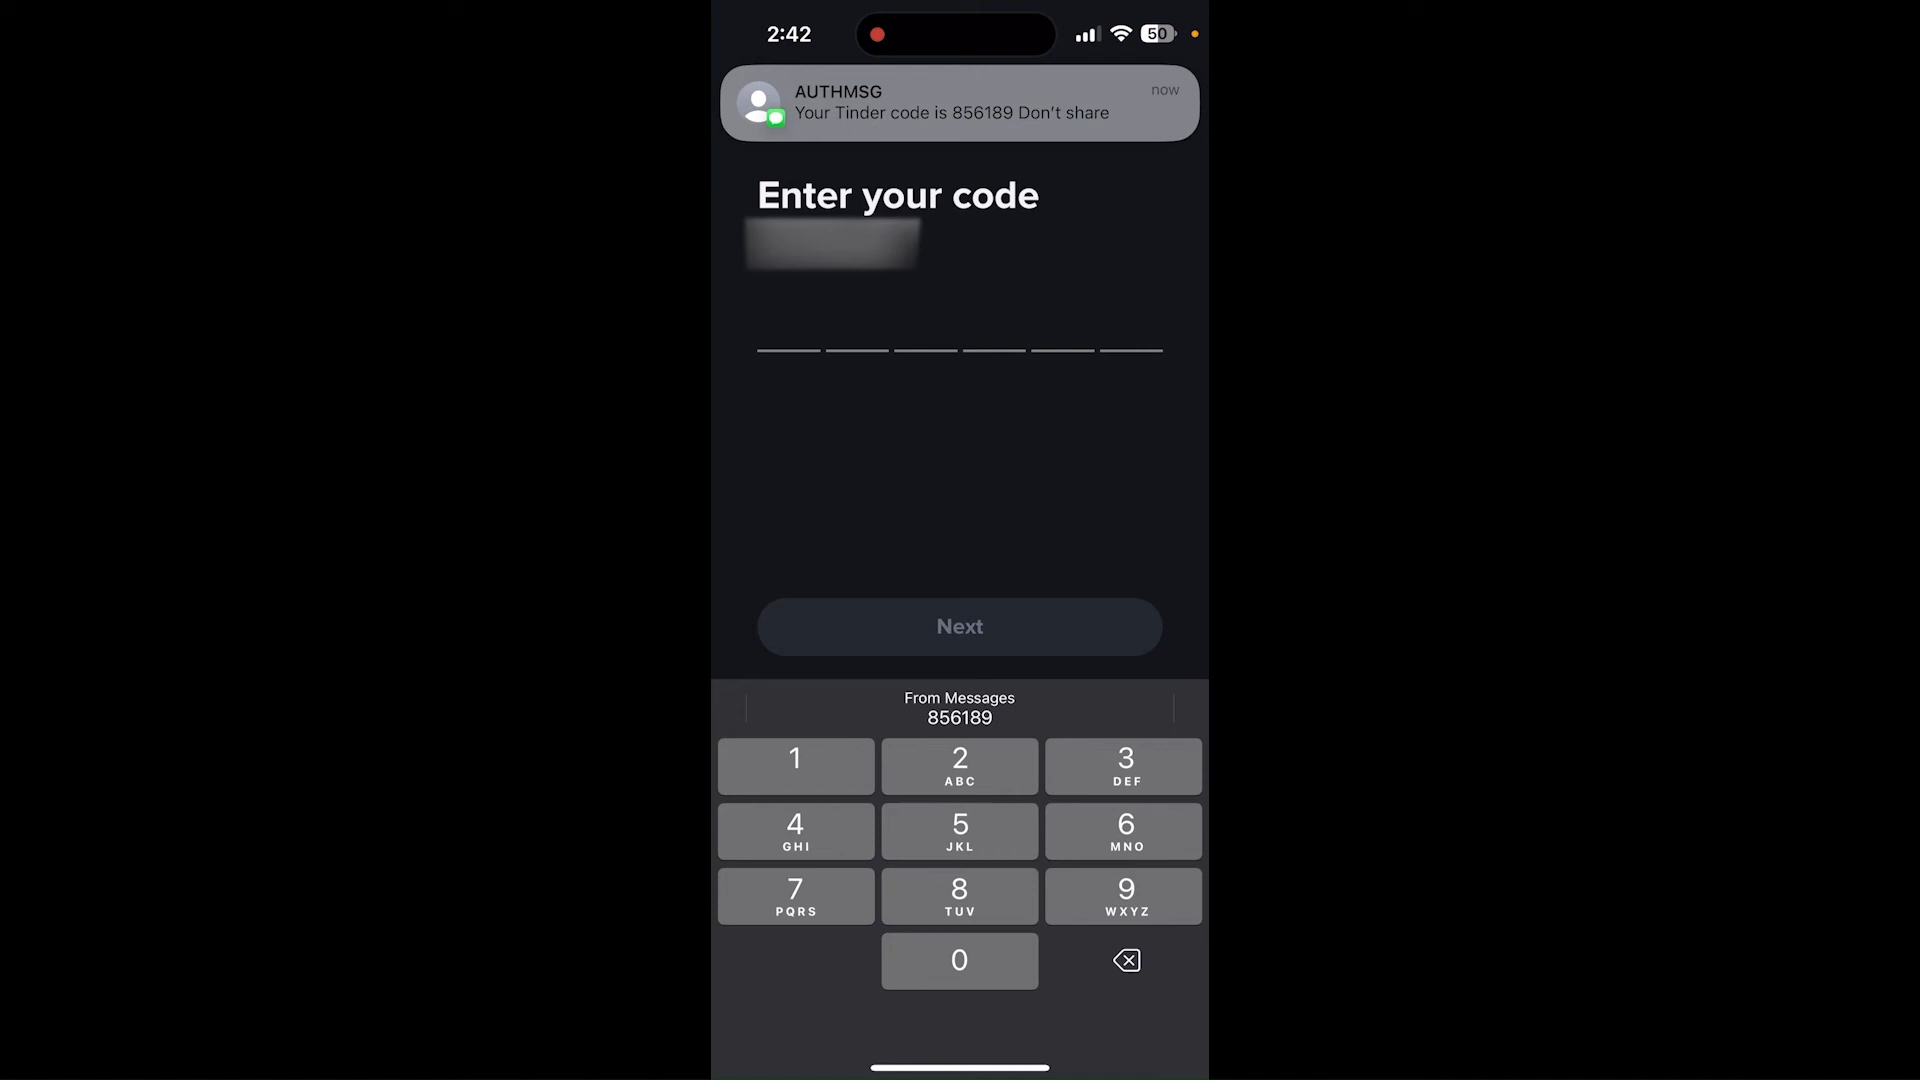 2:42
50
AUTHMSG
now
Your Tinder code is 856189 Don't share
Enter your code
Next
From Messages
856189
1
2
ABC
3
DEF
4
GHI
5
JKL
6
MNO
7
PQRS
8
TUV
9
WXYZ
0